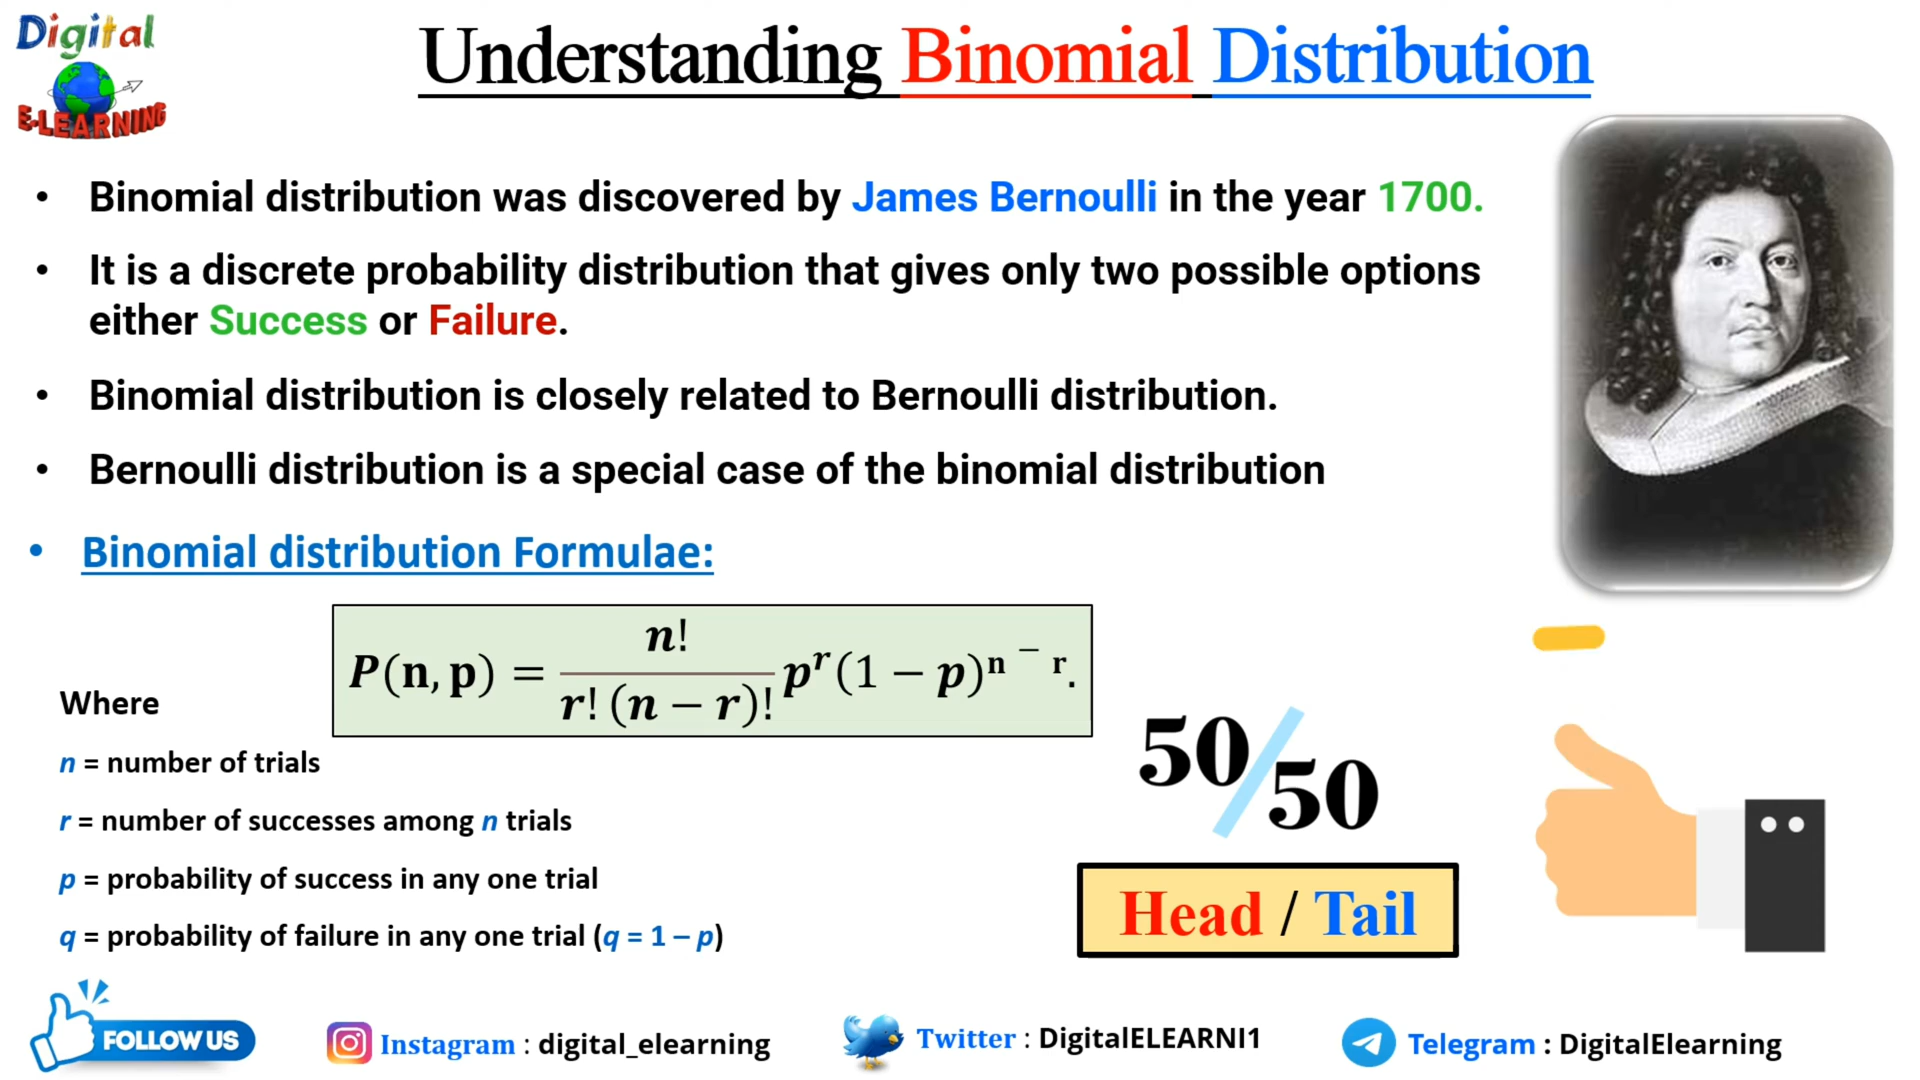 Digital
E-LEARNING
Understanding Binomial Distribution
• Binomial distribution was discovered by James Bernoulli in the year 1700.
• It is a discrete probability distribution that gives only two possible options
either Success or Failure.
• Binomial distribution is closely related to Bernoulli distribution.
• Bernoulli distribution is a special case of the binomial distribution
• Binomial distribution Formulae:
P(n, p) = n! / r! (n − r)! p^r (1 − p)^n − r.
Where
n = number of trials
r = number of successes among n trials
p = probability of success in any one trial
q = probability of failure in any one trial (q = 1 – p)
50/50
Head / Tail
FOLLOW US
Instagram : digital_elearning
Twitter : DigitalELEARNI1
Telegram : DigitalElearning